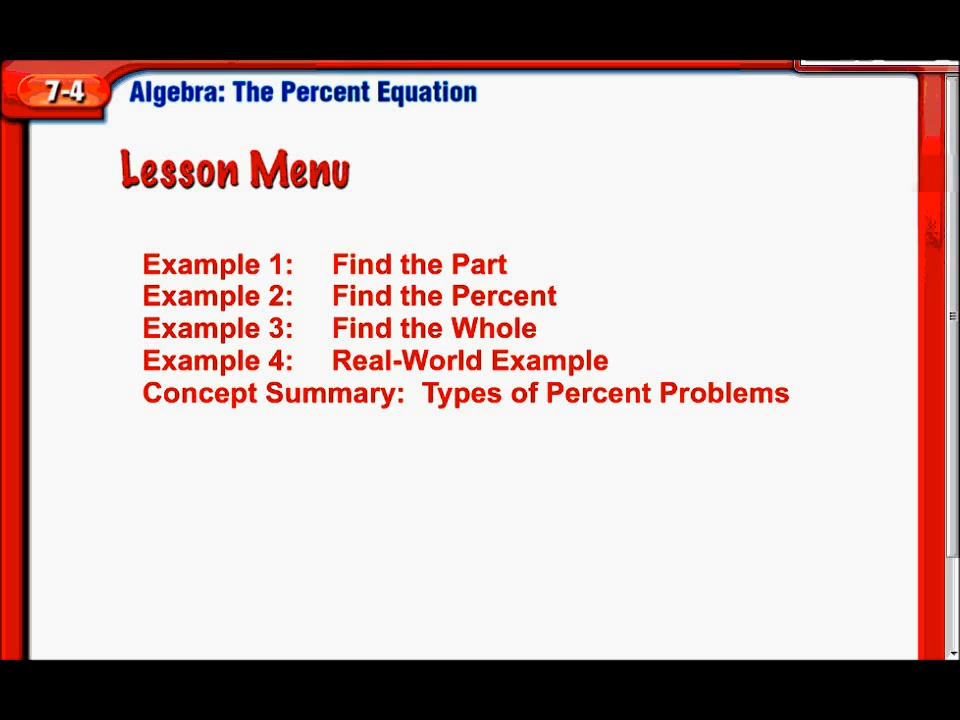 7-4 Algebra: The Percent Equation
Lesson Menu
Example 1: Find the Part
Example 2: Find the Percent
Example 3: Find the Whole
Example 4: Real-World Example
Concept Summary: Types of Percent Problems